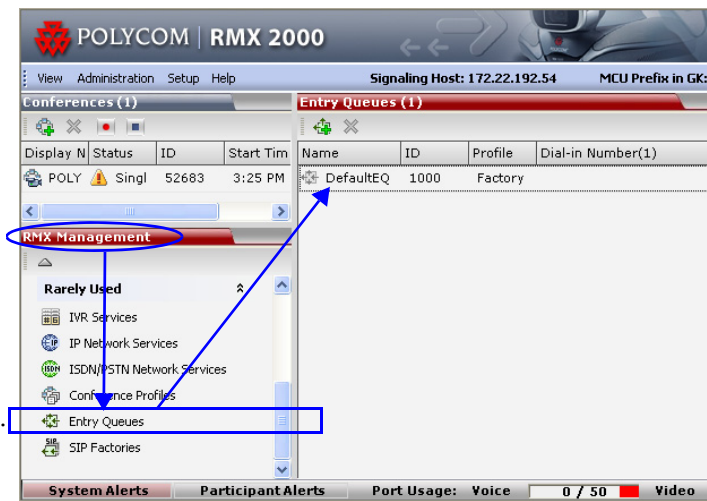 POLYCOM | RMX 2000
View Administration Setup Help Signaling Host: 172.22.192.54 MCU Prefix in GK:
Conferences (1)
Display N Status ID Start Tim
POLY Singl 52683 3:25 PM
Entry Queues (1)
Name ID Profile Dial-in Number(1)
DefaultEQ 1000 Factory
RMX Management
Rarely Used
IVR Services
IP Network Services
ISDN/PSTN Network Services
Conference Profiles
Entry Queues
SIP Factories
System Alerts Participant Alerts Port Usage: Voice 0 / 50 Video